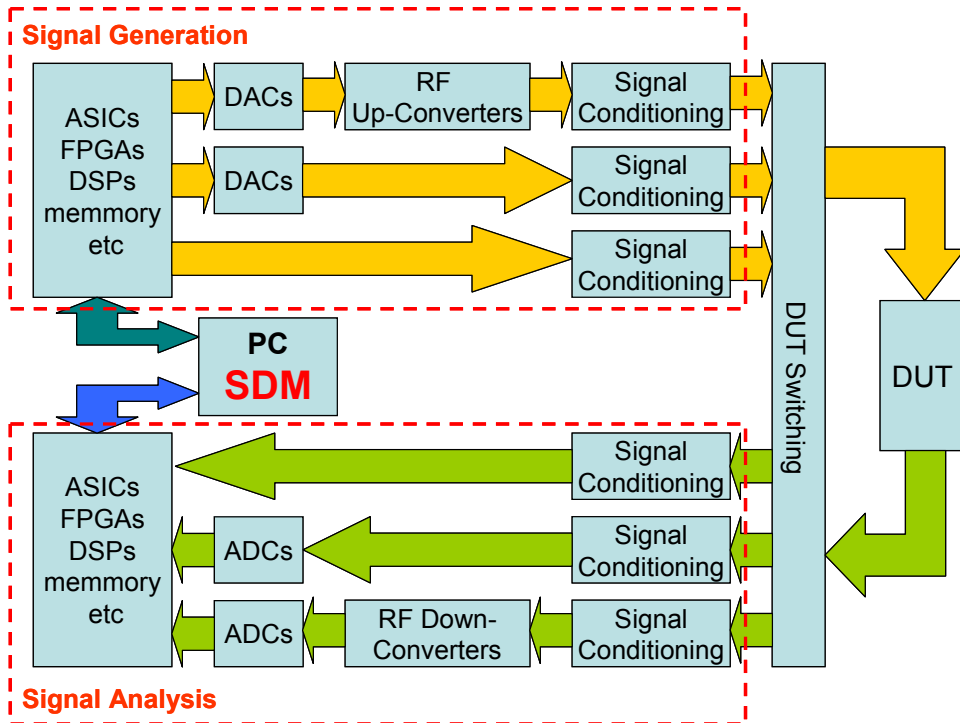 Signal Generation
ASICs
FPGAs
DSPs
memmory
etc
DACs
RF
Up-Converters
Signal
Conditioning
DACs
Signal
Conditioning
Signal
Conditioning
PC
SDM
DUT Switching
DUT
ASICs
FPGAs
DSPs
memmory
etc
Signal
Conditioning
ADCs
Signal
Conditioning
ADCs
RF Down-
Converters
Signal
Conditioning
Signal Analysis